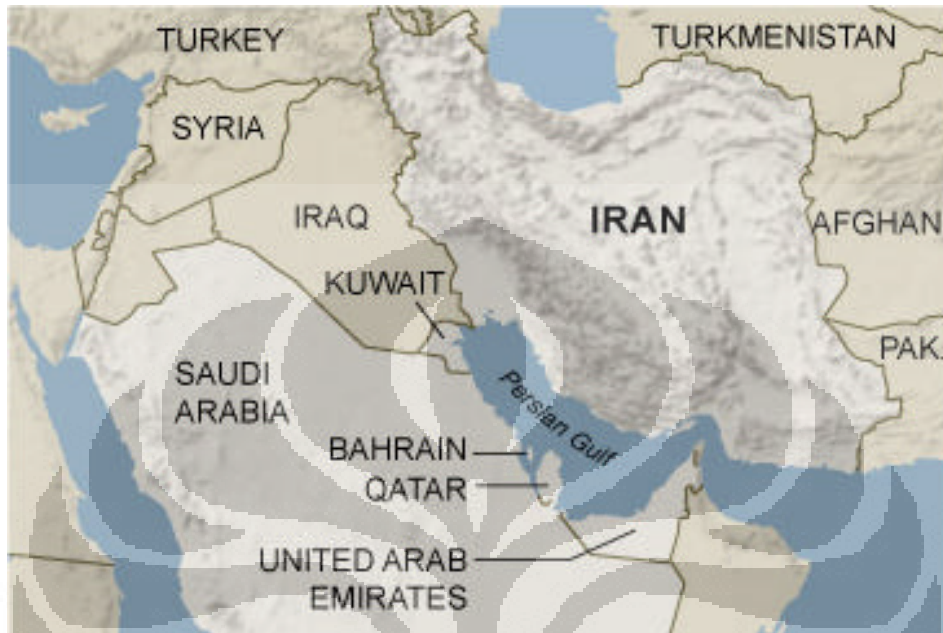 TURKEY
TURKMENISTAN
SYRIA
IRAQ
IRAN
AFGHAN
KUWAIT
PAK.
SAUDI
ARABIA
Persian Gulf
BAHRAIN
QATAR
UNITED ARAB
EMIRATES